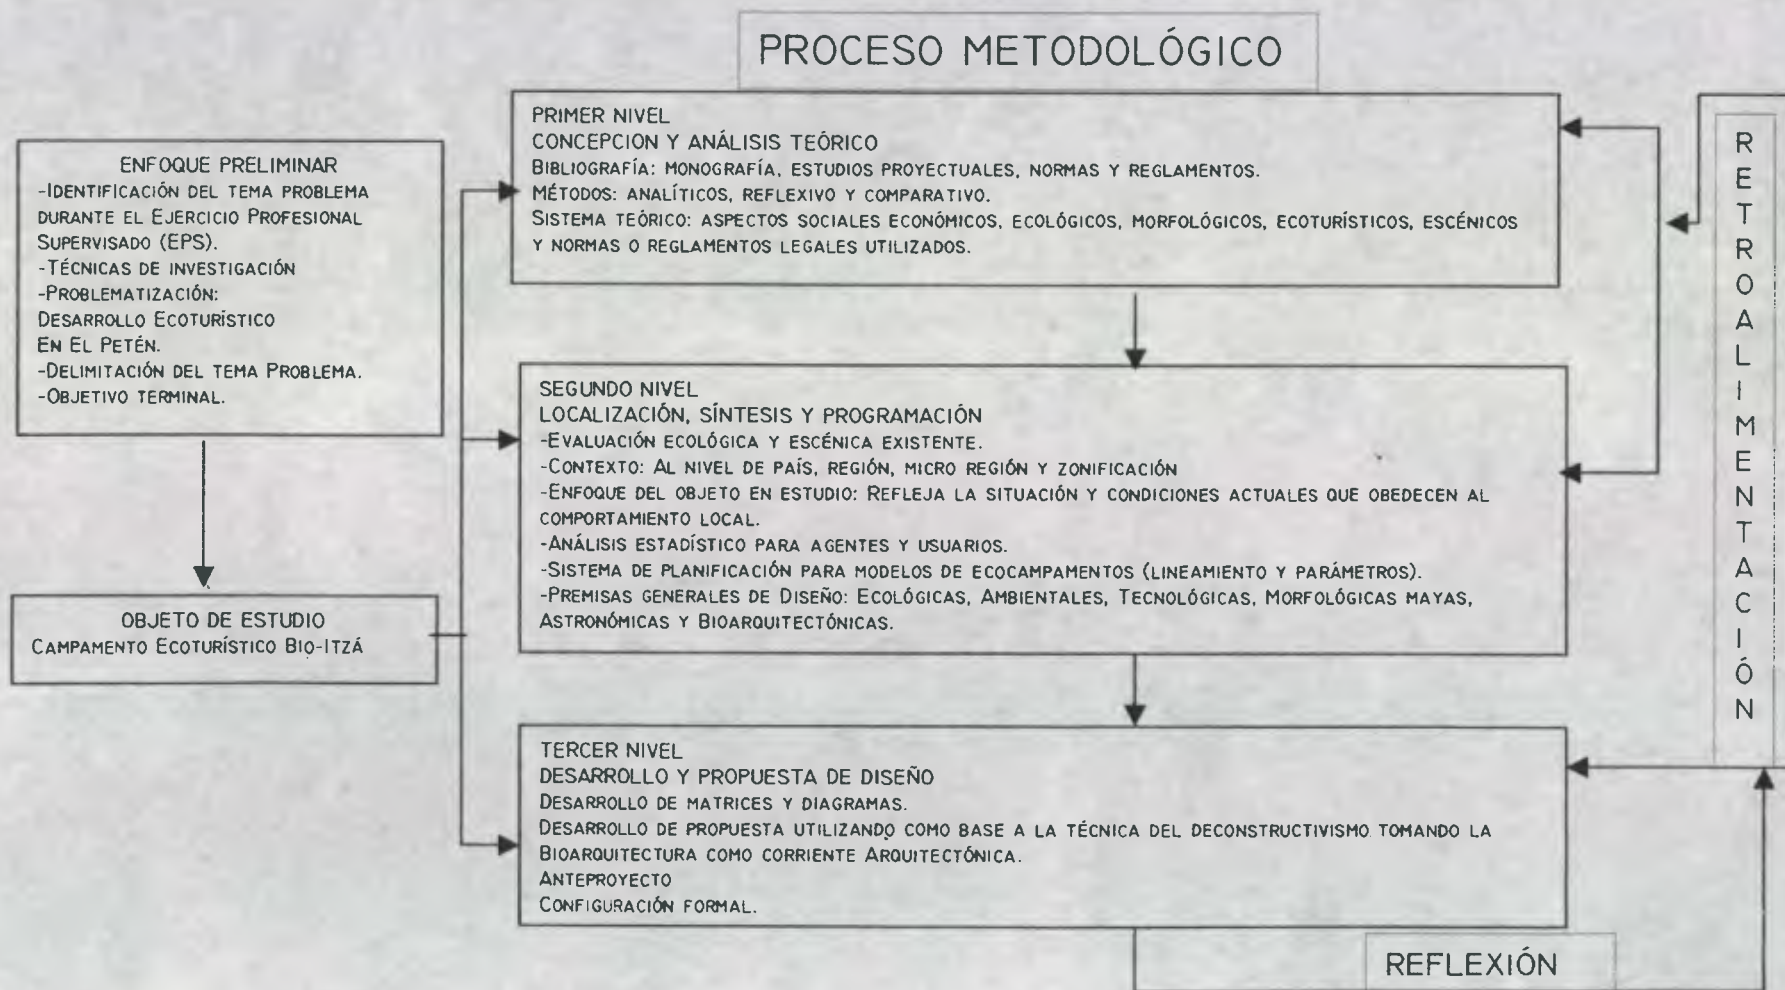 PROCESO METODOLÓGICO
ENFOQUE PRELIMINAR
-IDENTIFICACIÓN DEL TEMA PROBLEMA
DURANTE EL EJERCICIO PROFESIONAL
SUPERVISADO (EPS).
-TÉCNICAS DE INVESTIGACIÓN
-PROBLEMATIZACIÓN:
DESARROLLO ECOTURÍSTICO
EN EL PETÉN.
-DELIMITACIÓN DEL TEMA PROBLEMA.
-OBJETIVO TERMINAL.
OBJETO DE ESTUDIO
CAMPAMENTO ECOTURÍSTICO BIO-ITZÁ
PRIMER NIVEL
CONCEPCION Y ANÁLISIS TEÓRICO
BIBLIOGRAFÍA: MONOGRAFÍA, ESTUDIOS PROYECTUALES, NORMAS Y REGLAMENTOS.
MÉTODOS: ANALÍTICOS, REFLEXIVO Y COMPARATIVO.
SISTEMA TEÓRICO: ASPECTOS SOCIALES ECONÓMICOS, ECOLÓGICOS, MORFOLÓGICOS, ECOTURÍSTICOS, ESCÉNICOS
Y NORMAS O REGLAMENTOS LEGALES UTILIZADOS.
SEGUNDO NIVEL
LOCALIZACIÓN, SÍNTESIS Y PROGRAMACIÓN
-EVALUACIÓN ECOLÓGICA Y ESCÉNICA EXISTENTE.
-CONTEXTO: AL NIVEL DE PAÍS, REGIÓN, MICRO REGIÓN Y ZONIFICACIÓN
-ENFOQUE DEL OBJETO EN ESTUDIO: REFLEJA LA SITUACIÓN Y CONDICIONES ACTUALES QUE OBEDECEN AL
COMPORTAMIENTO LOCAL.
-ANÁLISIS ESTADÍSTICO PARA AGENTES Y USUARIOS.
-SISTEMA DE PLANIFICACIÓN PARA MODELOS DE ECOCAMPAMENTOS (LINEAMIENTO Y PARÁMETROS).
-PREMISAS GENERALES DE DISEÑO: ECOLÓGICAS, AMBIENTALES, TECNOLÓGICAS, MORFOLÓGICAS MAYAS,
ASTRONÓMICAS Y BIOARQUITECTÓNICAS.
TERCER NIVEL
DESARROLLO Y PROPUESTA DE DISEÑO
DESARROLLO DE MATRICES Y DIAGRAMAS.
DESARROLLO DE PROPUESTA UTILIZANDO COMO BASE A LA TÉCNICA DEL DECONSTRUCTIVISMO TOMANDO LA
BIOARQUITECTURA COMO CORRIENTE ARQUITECTÓNICA.
ANTEPROYECTO
CONFIGURACIÓN FORMAL.
RETROALIMENTACIÓN
REFLEXIÓN